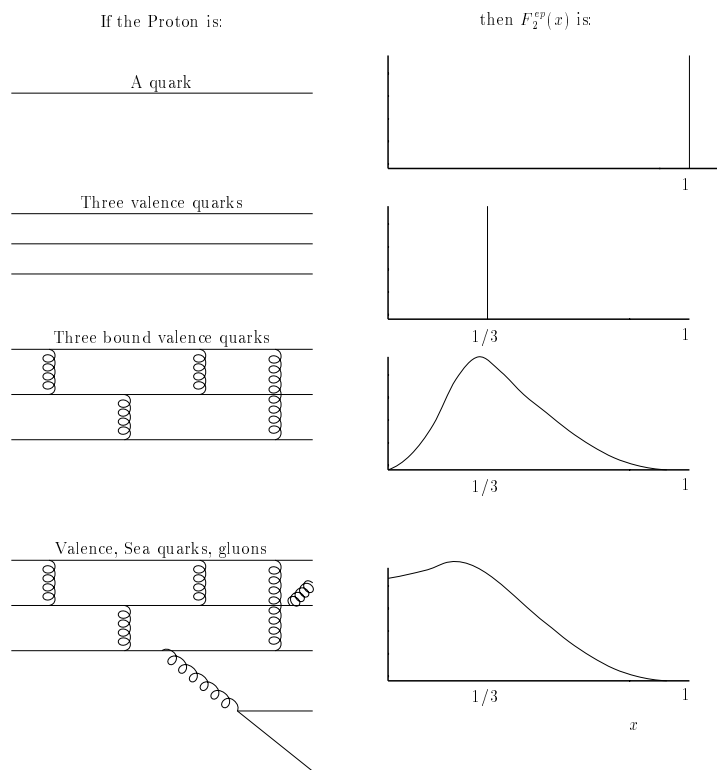 If the Proton is:
then $F_2^{ep}(x)$ is:
A quark
1
Three valence quarks
1/3
1
Three bound valence quarks
1/3
1
Valence, Sea quarks, gluons
1/3
1
x